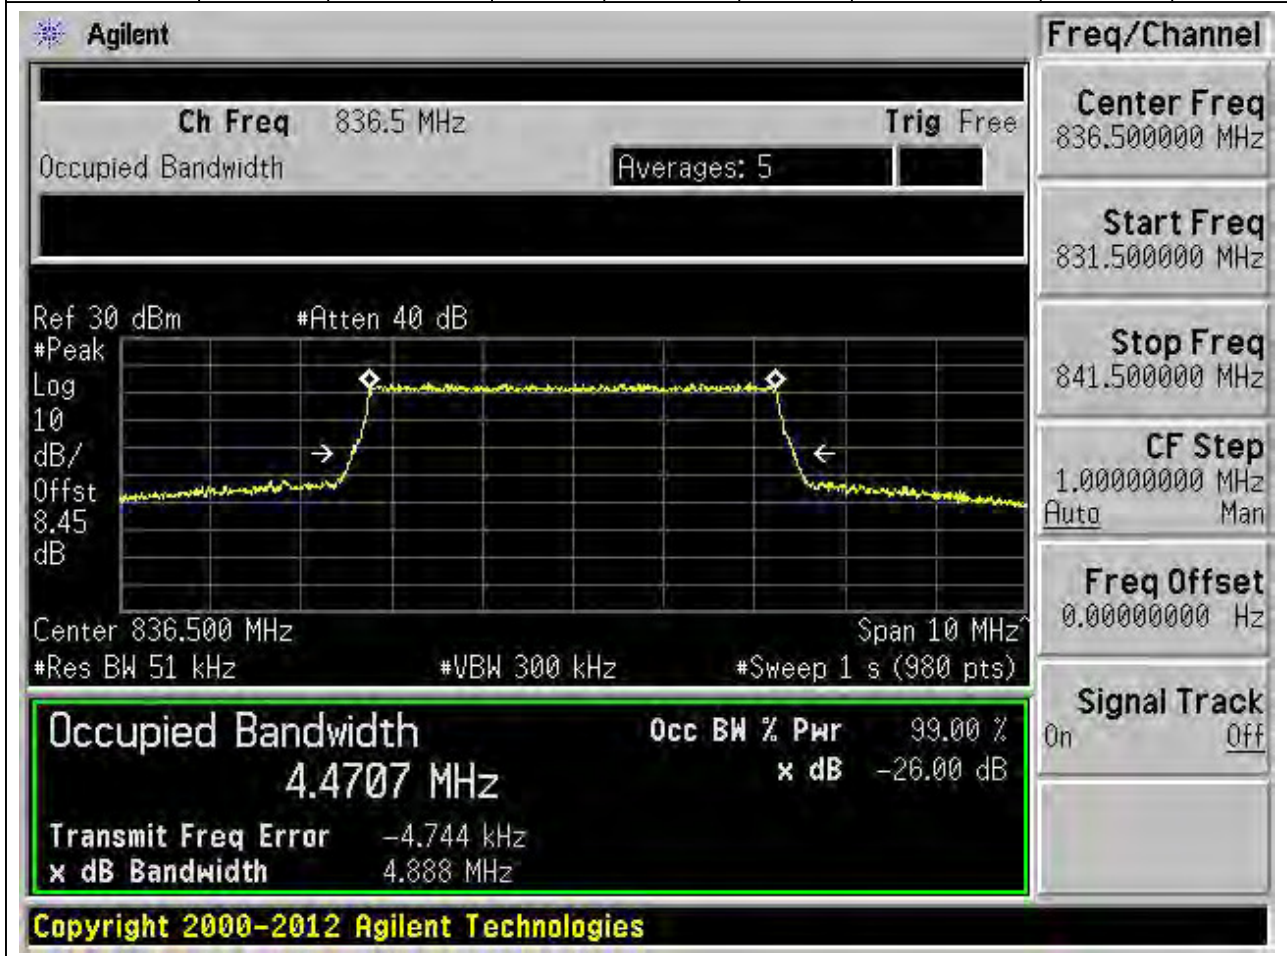 Agilent
Freq/Channel
Ch Freq 836.5 MHz Trig Free
Occupied Bandwidth Averages: 5
Center Freq
836.500000 MHz
Start Freq
831.500000 MHz
Stop Freq
841.500000 MHz
CF Step
1.00000000 MHz
Auto Man
Freq Offset
0.00000000 Hz
Signal Track
On Off
Ref 30 dBm #Atten 40 dB
#Peak
Log
10
dB/
Offst
8.45
dB
Center 836.500 MHz Span 10 MHz^
#Res BW 51 kHz #VBW 300 kHz #Sweep 1 s (980 pts)
Occupied Bandwidth Occ BW % Pwr 99.00 %
4.4707 MHz x dB -26.00 dB
Transmit Freq Error -4.744 kHz
x dB Bandwidth 4.888 MHz
Copyright 2000-2012 Agilent Technologies